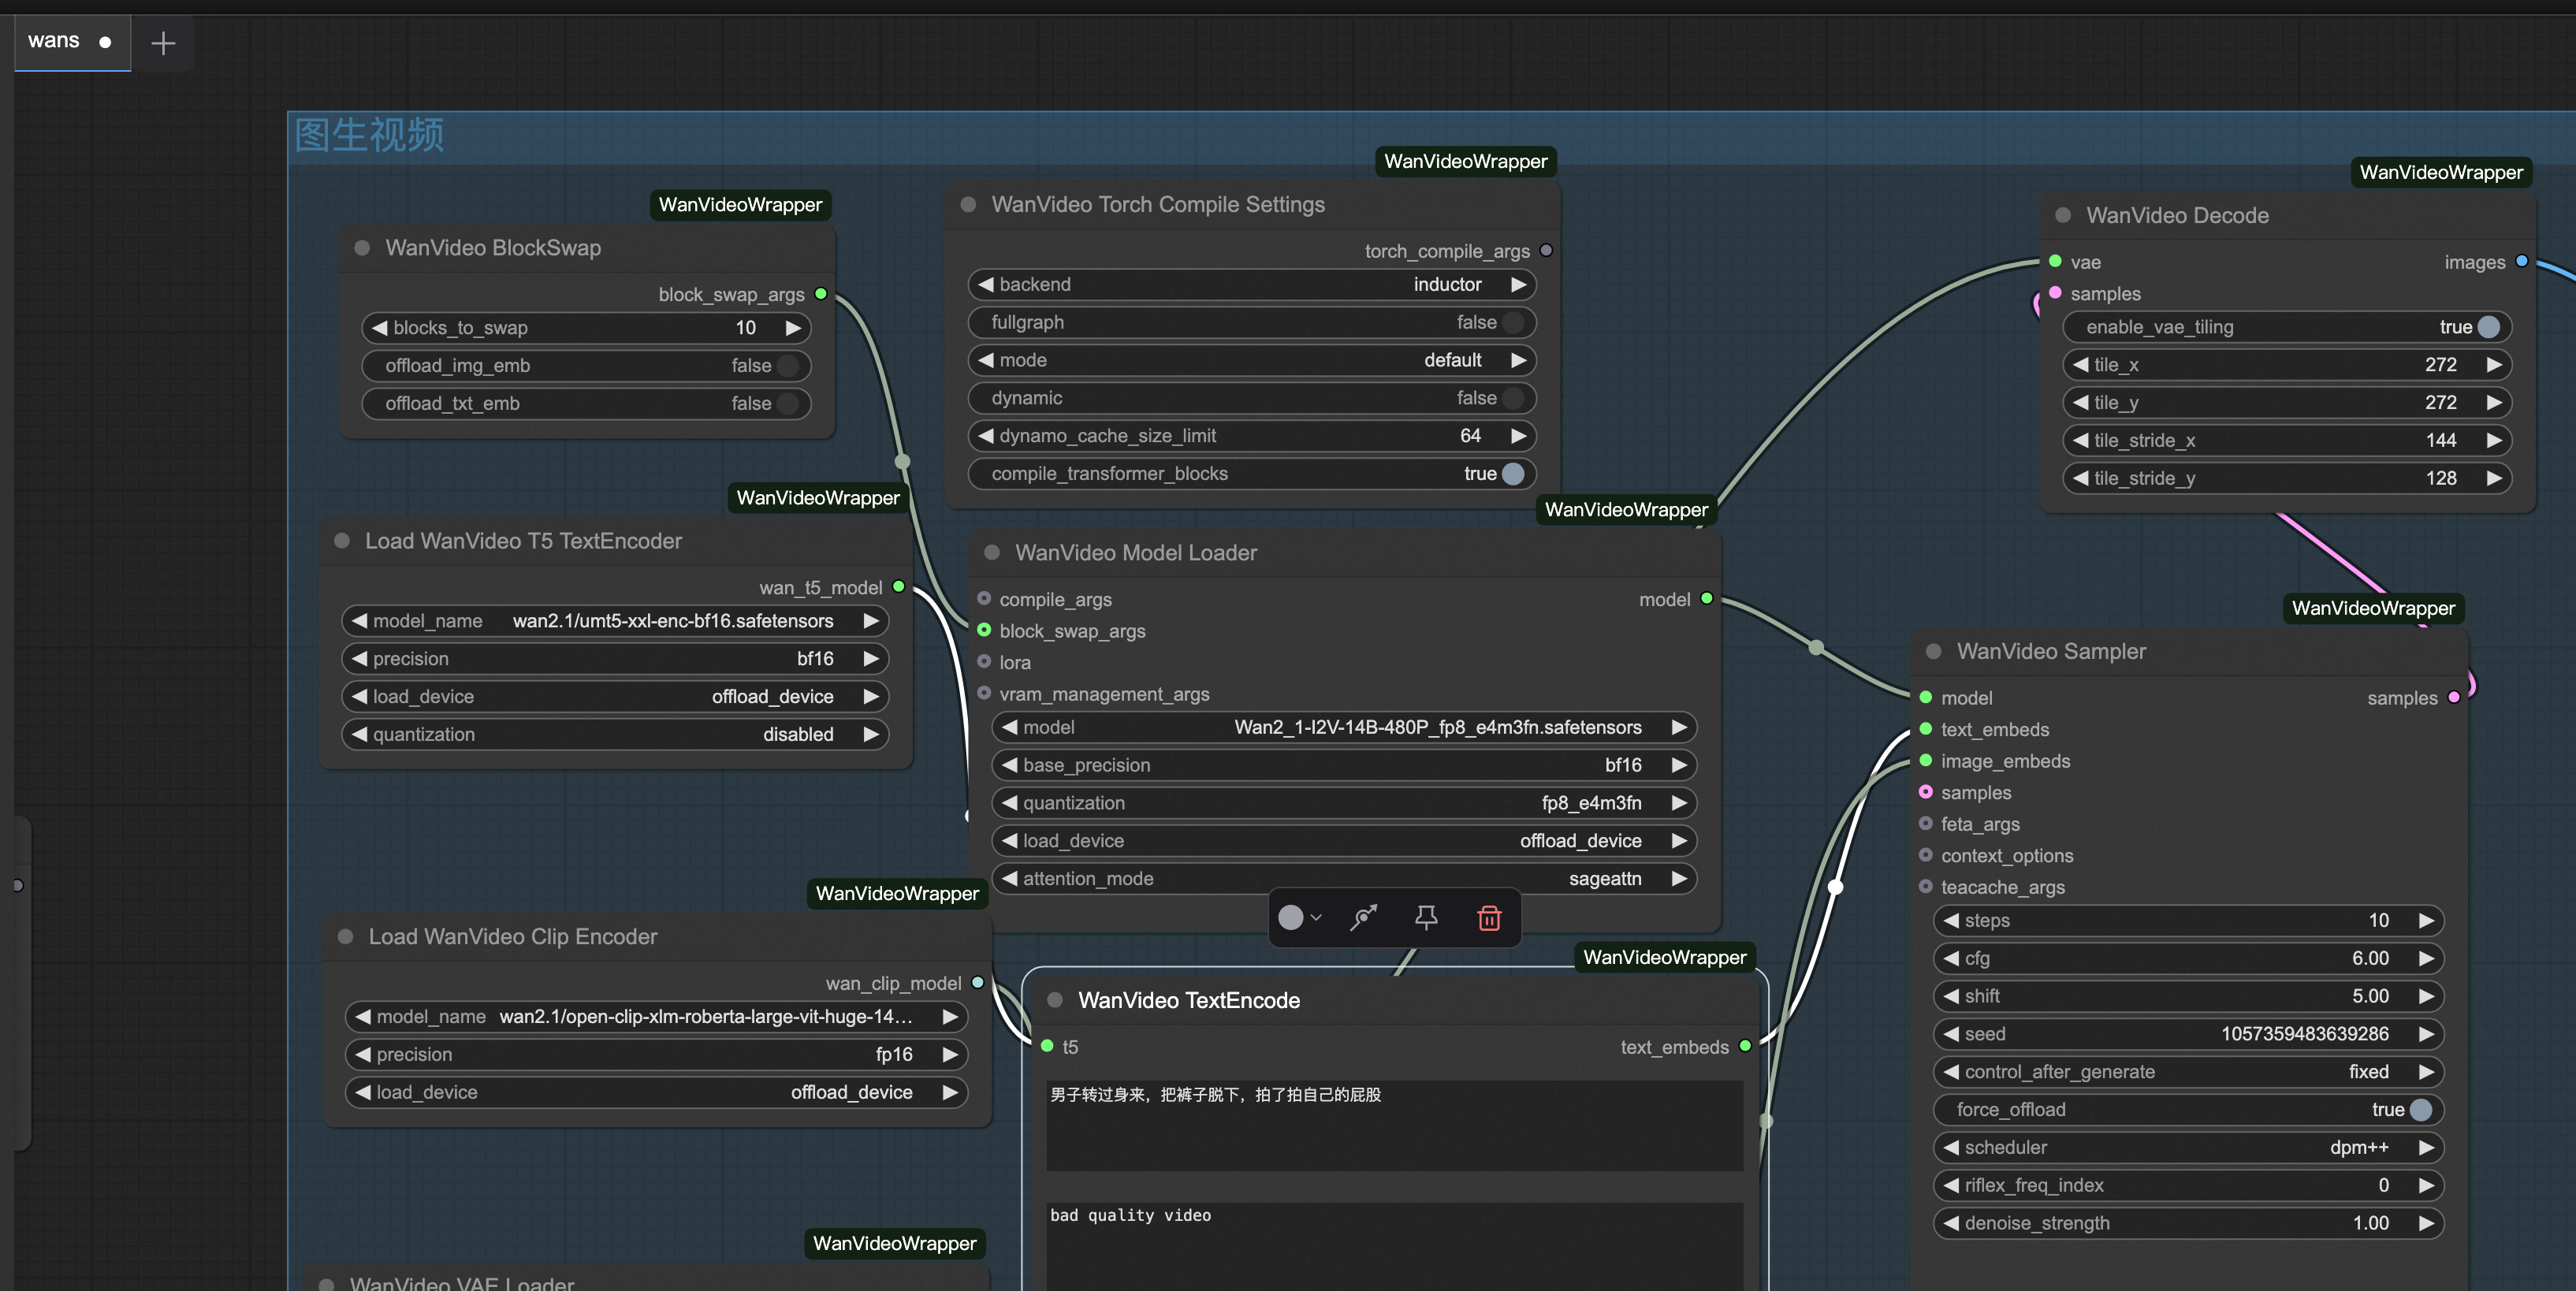 wans
图生视频
WanVideoWrapper
WanVideo BlockSwap
block_swap_args
blocks_to_swap 10
offload_img_emb false
offload_txt_emb false
WanVideoWrapper
WanVideo Torch Compile Settings
torch_compile_args
backend inductor
fullgraph false
mode default
dynamic false
dynamo_cache_size_limit 64
compile_transformer_blocks true
WanVideoWrapper
WanVideo Decode
vae images
samples
enable_vae_tiling true
tile_x 272
tile_y 272
tile_stride_x 144
tile_stride_y 128
WanVideoWrapper
Load WanVideo T5 TextEncoder
wan_t5_model
model_name wan2.1/umt5-xxl-enc-bf16.safetensors
precision bf16
load_device offload_device
quantization disabled
WanVideoWrapper
WanVideo Model Loader
compile_args model
block_swap_args
lora
vram_management_args
model Wan2_1-I2V-14B-480P_fp8_e4m3fn.safetensors
base_precision bf16
quantization fp8_e4m3fn
load_device offload_device
attention_mode sageattn
WanVideoWrapper
WanVideo Sampler
model samples
text_embeds
image_embeds
samples
feta_args
context_options
teacache_args
steps 10
cfg 6.00
shift 5.00
seed 1057359483639286
control_after_generate fixed
force_offload true
scheduler dpm++
riflex_freq_index 0
denoise_strength 1.00
WanVideoWrapper
Load WanVideo Clip Encoder
wan_clip_model
model_name wan2.1/open-clip-xlm-roberta-large-vit-huge-14…
precision fp16
load_device offload_device
WanVideoWrapper
WanVideo TextEncode
t5 text_embeds
男子转过身来，把裤子脱下，拍了拍自己的屁股
bad quality video
WanVideoWrapper
WanVideo VAE Loader